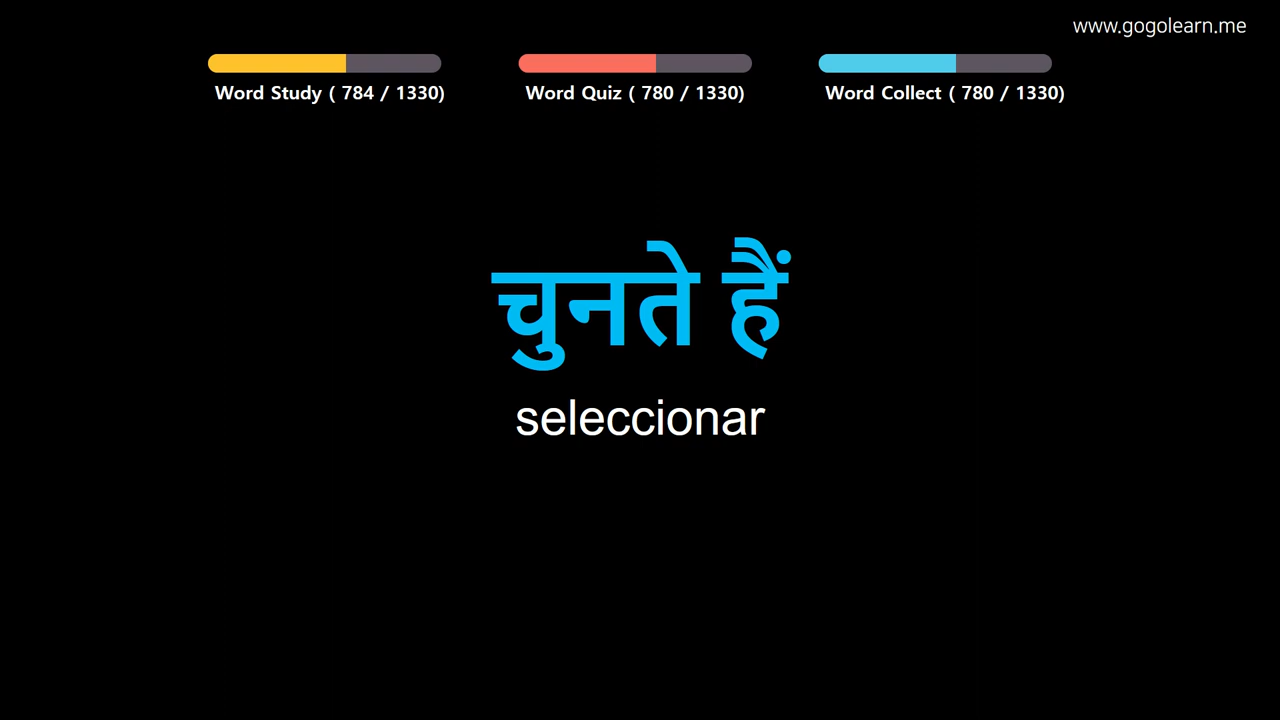 www.gogolearn.me
Word Study ( 784 / 1330)
Word Quiz ( 780 / 1330)
Word Collect ( 780 / 1330)
चुनते हैं
seleccionar